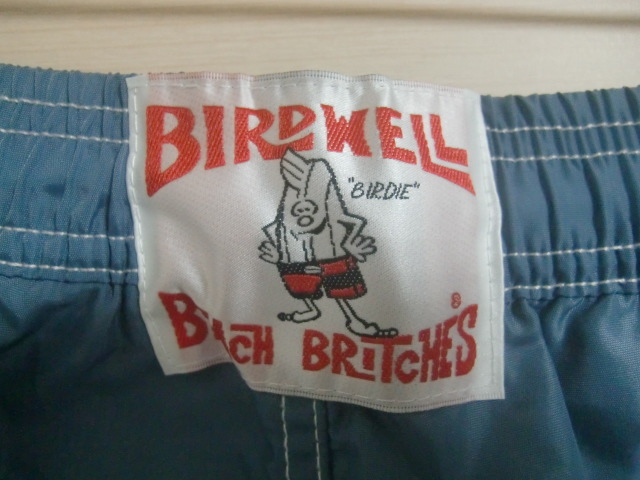 BIRDWELL
"BIRDIE"
BEACH BRITCHES ®